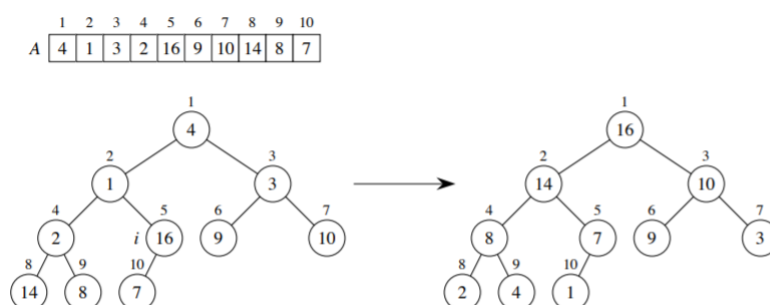 1 2 3 4 5 6 7 8 9 10
A 4 1 3 2 16 9 10 14 8 7
1 1
4 16
2 3 2 3
1 3 14 10
4 5 6 7 4 5 6 7
2 i 16 9 10 8 7 9 3
8 9 10 8 9 10
14 8 7 2 4 1